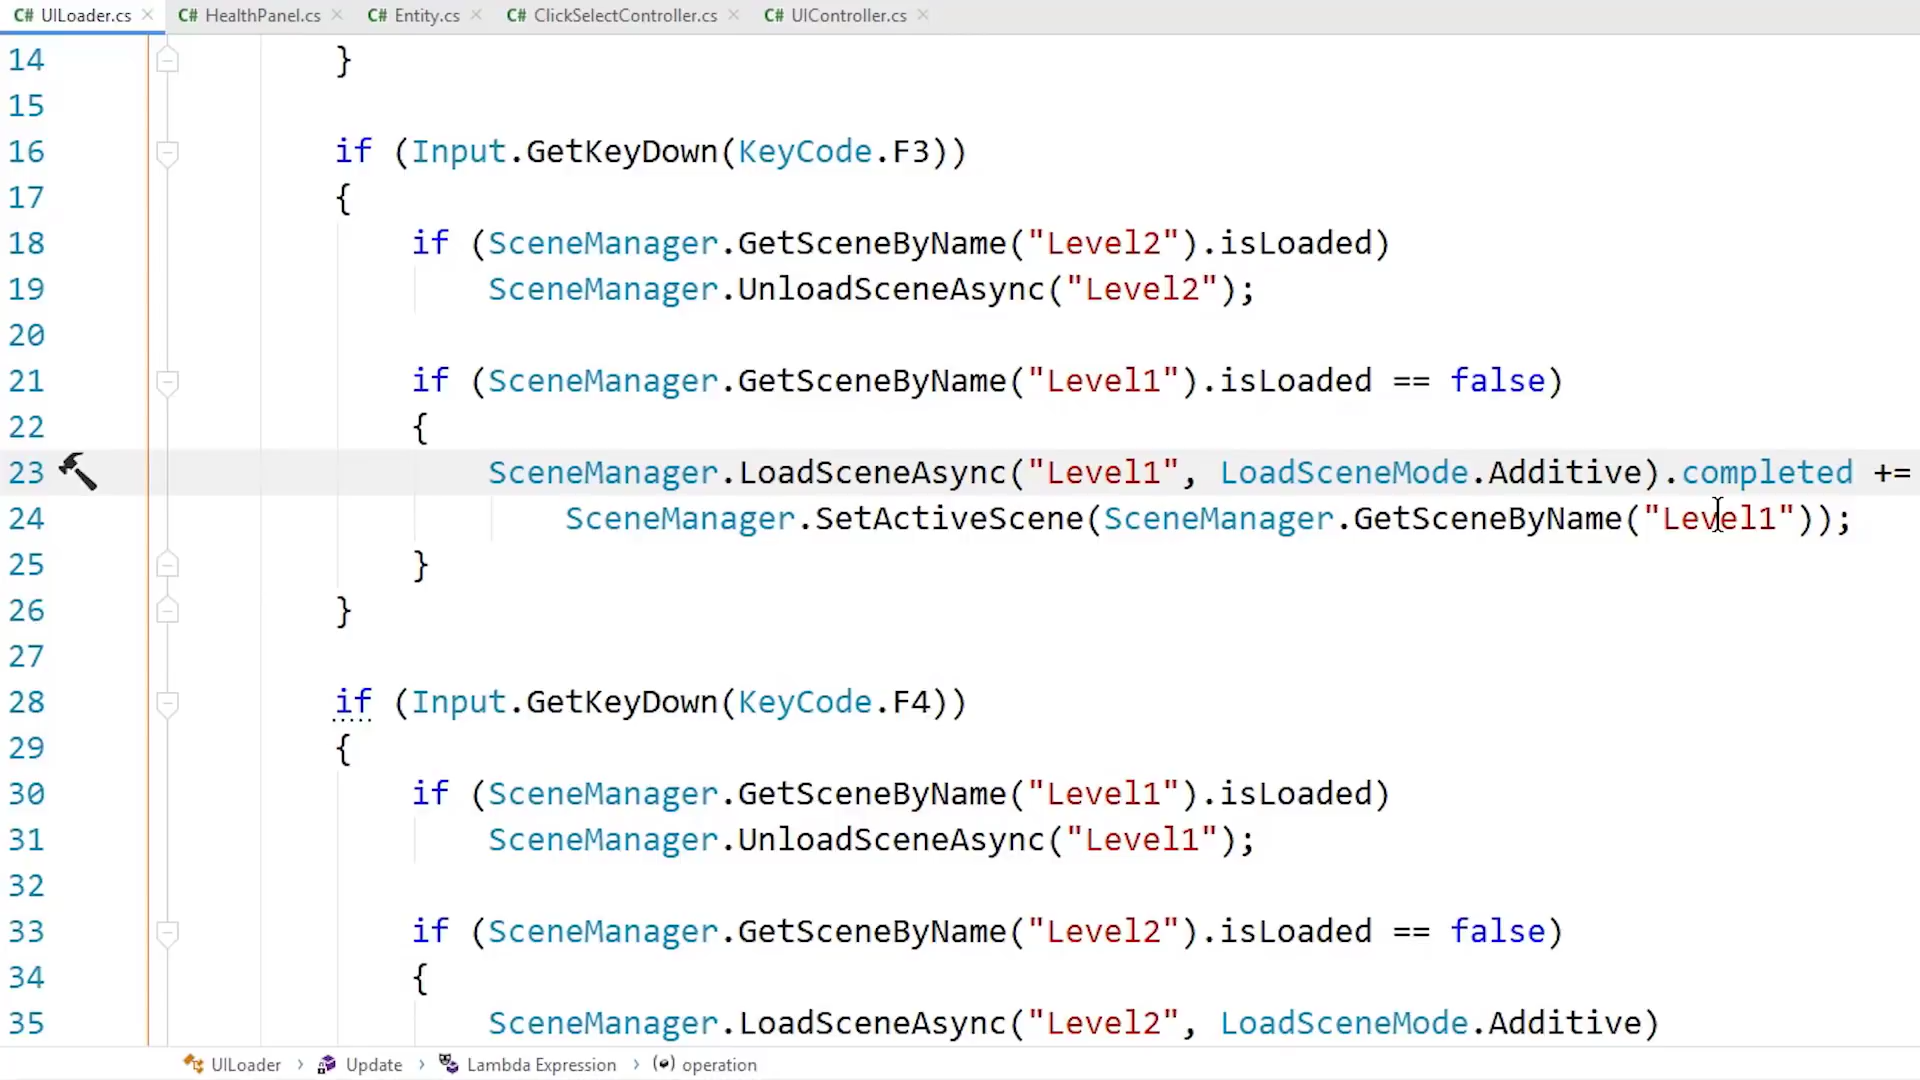 C# UILoader.cs C# HealthPanel.cs C# Entity.cs C# ClickSelectController.cs C# UIController.cs
14 }
15
16 if (Input.GetKeyDown(KeyCode.F3))
17 {
18 if (SceneManager.GetSceneByName("Level2").isLoaded)
19 SceneManager.UnloadSceneAsync("Level2");
20
21 if (SceneManager.GetSceneByName("Level1").isLoaded == false)
22 {
23 SceneManager.LoadSceneAsync("Level1", LoadSceneMode.Additive).completed +=
24 SceneManager.SetActiveScene(SceneManager.GetSceneByName("Level1"));
25 }
26 }
27
28 if (Input.GetKeyDown(KeyCode.F4))
29 {
30 if (SceneManager.GetSceneByName("Level1").isLoaded)
31 SceneManager.UnloadSceneAsync("Level1");
32
33 if (SceneManager.GetSceneByName("Level2").isLoaded == false)
34 {
35 SceneManager.LoadSceneAsync("Level2", LoadSceneMode.Additive)
UILoader › Update › Lambda Expression › operation